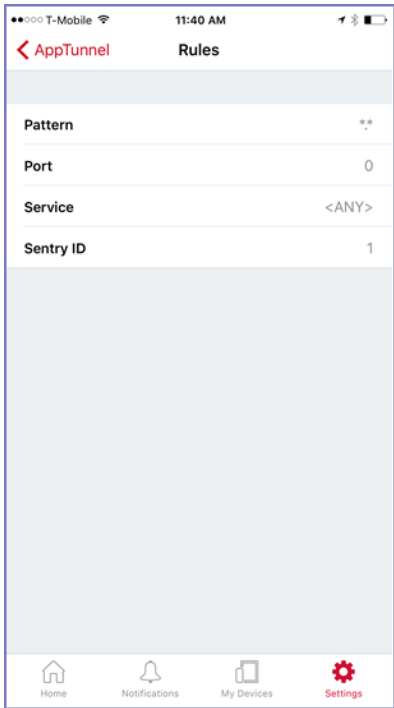 T-Mobile 11:40 AM
AppTunnel Rules
Pattern *.*
Port 0
Service <ANY>
Sentry ID 1
Home Notifications My Devices Settings